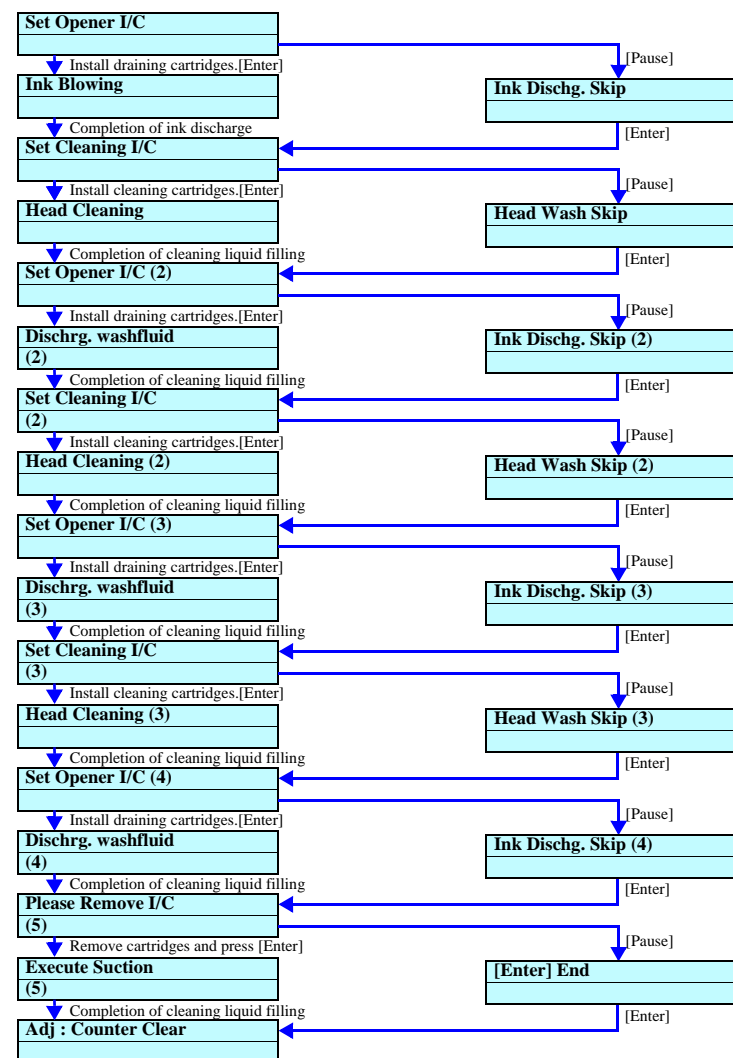 Set Opener I/C
[Pause]
Install draining cartridges.[Enter]
Ink Blowing
Ink Dischg. Skip
Completion of ink discharge
[Enter]
Set Cleaning I/C
[Pause]
Install cleaning cartridges.[Enter]
Head Cleaning
Head Wash Skip
Completion of cleaning liquid filling
[Enter]
Set Opener I/C (2)
[Pause]
Install draining cartridges.[Enter]
Dischrg. washfluid
(2)
Ink Dischg. Skip (2)
Completion of cleaning liquid filling
[Enter]
Set Cleaning I/C
(2)
[Pause]
Install cleaning cartridges.[Enter]
Head Cleaning (2)
Head Wash Skip (2)
Completion of cleaning liquid filling
[Enter]
Set Opener I/C (3)
[Pause]
Install draining cartridges.[Enter]
Dischrg. washfluid
(3)
Ink Dischg. Skip (3)
Completion of cleaning liquid filling
[Enter]
Set Cleaning I/C
(3)
[Pause]
Install cleaning cartridges.[Enter]
Head Cleaning (3)
Head Wash Skip (3)
Completion of cleaning liquid filling
[Enter]
Set Opener I/C (4)
[Pause]
Install draining cartridges.[Enter]
Dischrg. washfluid
(4)
Ink Dischg. Skip (4)
Completion of cleaning liquid filling
[Enter]
Please Remove I/C
(5)
[Pause]
Remove cartridges and press [Enter]
Execute Suction
(5)
[Enter] End
Completion of cleaning liquid filling
[Enter]
Adj : Counter Clear